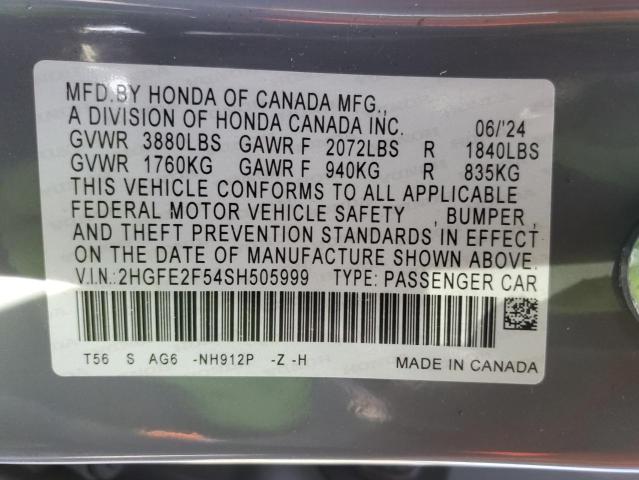 MFD.BY HONDA OF CANADA MFG.,
A DIVISION OF HONDA CANADA INC. 06/'24
GVWR 3880LBS GAWR F 2072LBS R 1840LBS
GVWR 1760KG GAWR F 940KG R 835KG
THIS VEHICLE CONFORMS TO ALL APPLICABLE
FEDERAL MOTOR VEHICLE SAFETY , BUMPER ,
AND THEFT PREVENTION STANDARDS IN EFFECT
ON THE DATE OF MANUFACTURE SHOWN ABOVE.
V.I.N.:2HGFE2F54SH505999 TYPE: PASSENGER CAR
T56 S AG6 -NH912P -Z -H MADE IN CANADA